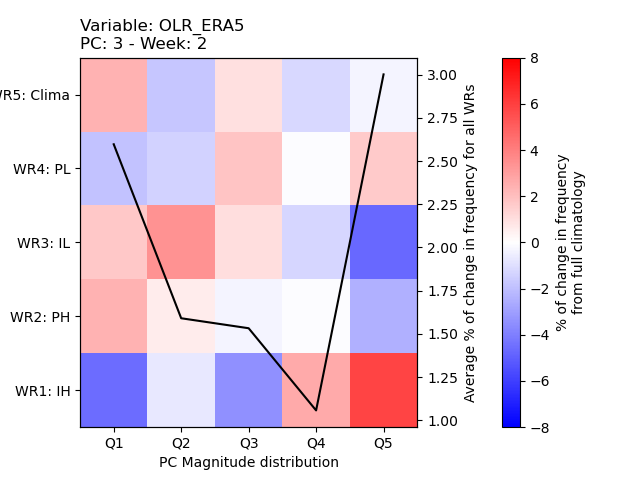 Variable: OLR_ERA5
PC: 3 - Week: 2
WR5: Clima
WR4: PL
WR3: IL
WR2: PH
WR1: IH
Q1 Q2 Q3 Q4 Q5
PC Magnitude distribution
3.00
2.75
2.50
2.25
2.00
1.75
1.50
1.25
1.00
Average % of change in frequency for all WRs
8
6
4
2
0
−2
−4
−6
−8
% of change in frequency
from full climatology